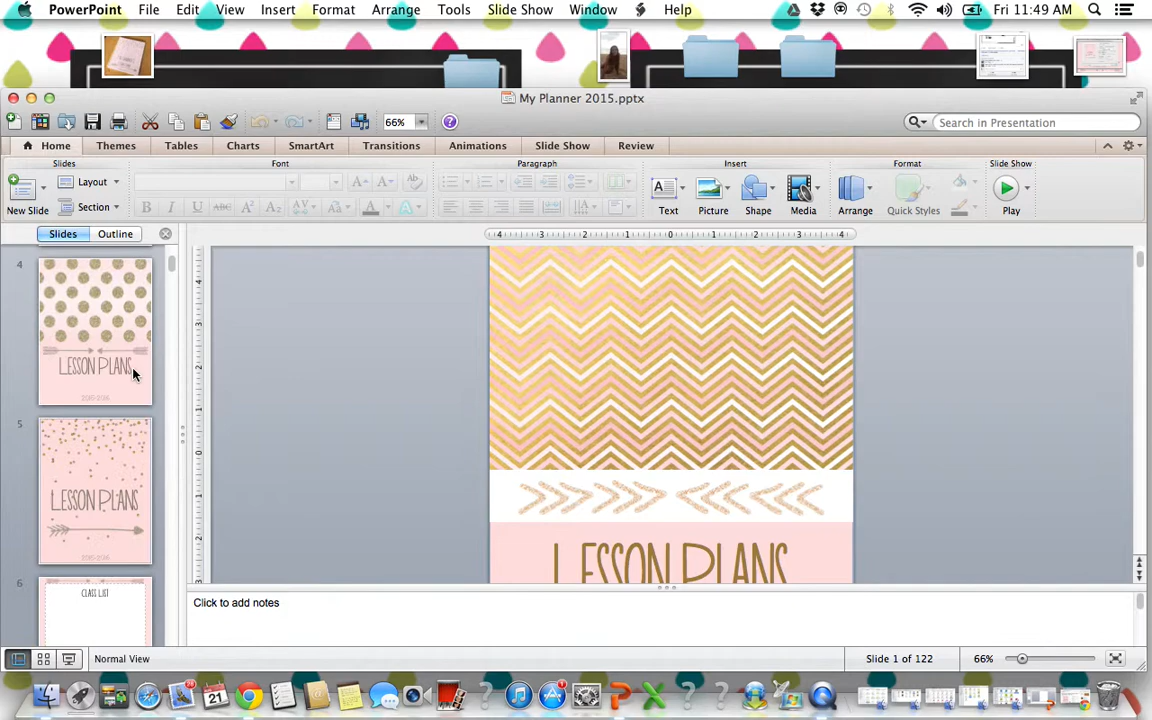 PowerPoint File Edit View Insert Format Arrange Tools Slide Show Window Help Fri 11:49 AM
My Planner 2015.pptx
66% Search in Presentation
Home Themes Tables Charts SmartArt Transitions Animations Slide Show Review
Slides Font Paragraph Insert Format Slide Show
New Slide Layout Section Text Picture Shape Media Arrange Quick Styles Play
Slides Outline
4
LESSON PLANS
2015-2016
5
LESSON PLANS
2015-2016
6
CLASS LIST
LESSON PLANS
Click to add notes
Normal View Slide 1 of 122 66%